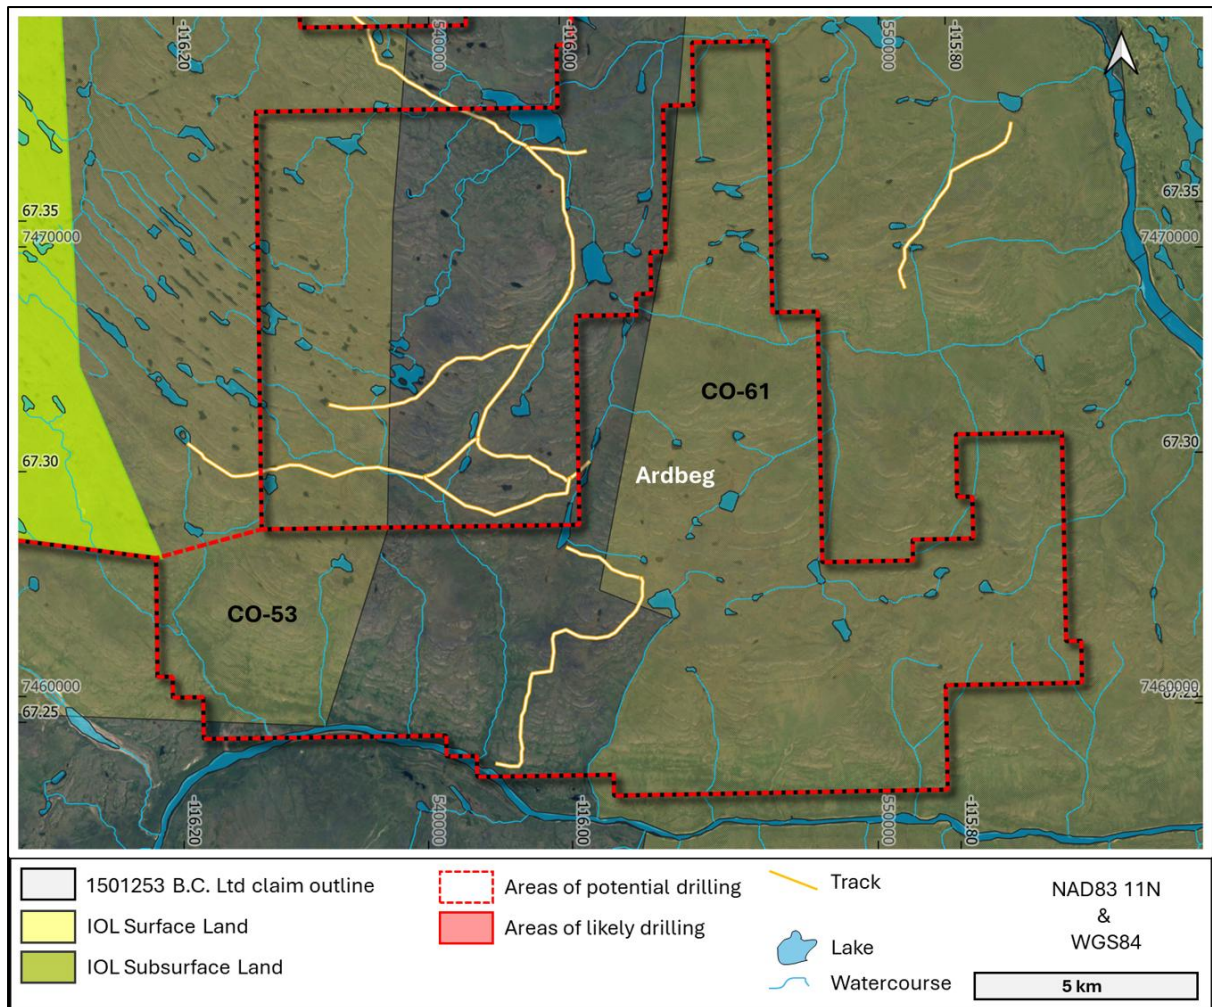 -116.20
540000
-116.00
550000
-115.80
67.35
7470000
67.35
7470000
CO-61
67.30
67.30
Ardbeg
CO-53
7460000
67.25
7460000
67.25
-116.20
540000
-116.00
550000
-115.80
1501253 B.C. Ltd claim outline
IOL Surface Land
IOL Subsurface Land
Areas of potential drilling
Areas of likely drilling
Track
Lake
Watercourse
NAD83 11N
&
WGS84
5 km